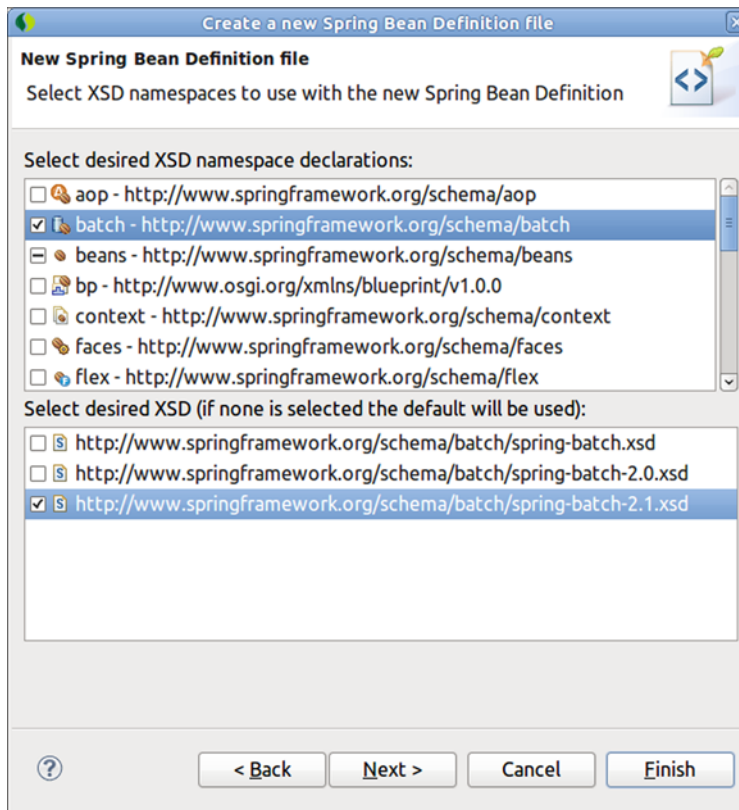 Create a new Spring Bean Definition file
New Spring Bean Definition file
Select XSD namespaces to use with the new Spring Bean Definition
Select desired XSD namespace declarations:
aop - http://www.springframework.org/schema/aop
batch - http://www.springframework.org/schema/batch
beans - http://www.springframework.org/schema/beans
bp - http://www.osgi.org/xmlns/blueprint/v1.0.0
context - http://www.springframework.org/schema/context
faces - http://www.springframework.org/schema/faces
flex - http://www.springframework.org/schema/flex
Select desired XSD (if none is selected the default will be used):
http://www.springframework.org/schema/batch/spring-batch.xsd
http://www.springframework.org/schema/batch/spring-batch-2.0.xsd
http://www.springframework.org/schema/batch/spring-batch-2.1.xsd
< Back Next > Cancel Finish